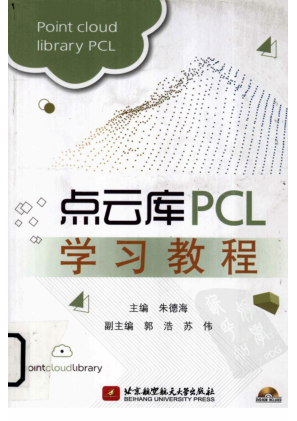 Point cloud
library PCL
点云库PCL
学习教程
主编 朱德海
副主编 郭浩 苏伟
pointcloudlibrary
北京航空航天大学出版社
BEIHANG UNIVERSITY PRESS